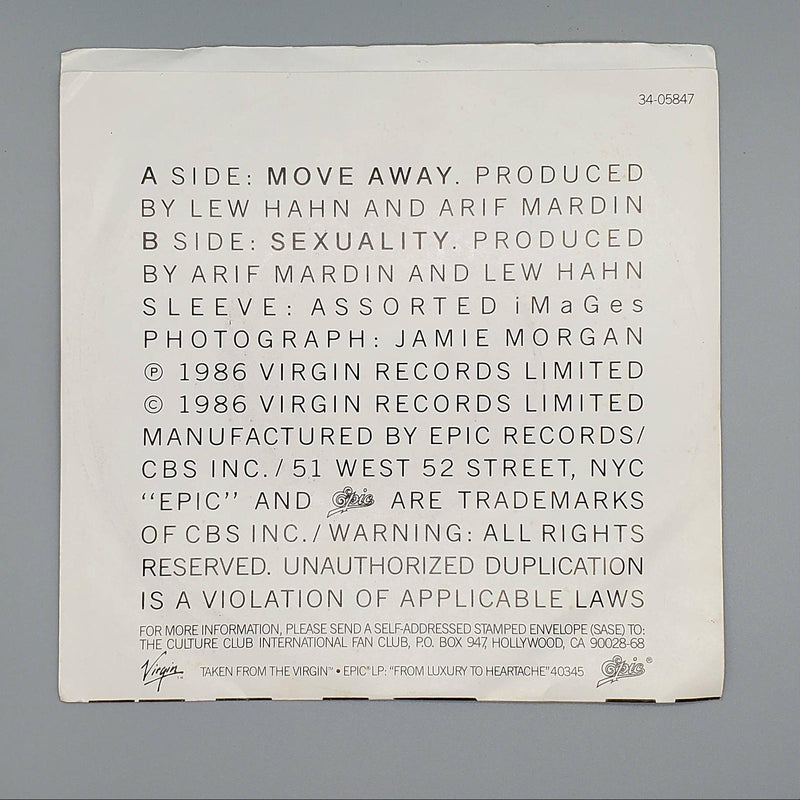 34-05847
A SIDE: MOVE AWAY. PRODUCED
BY LEW HAHN AND ARIF MARDIN
B SIDE: SEXUALITY. PRODUCED
BY ARIF MARDIN AND LEW HAHN
SLEEVE: ASSORTED iMaGes
PHOTOGRAPH: JAMIE MORGAN
℗ 1986 VIRGIN RECORDS LIMITED
© 1986 VIRGIN RECORDS LIMITED
MANUFACTURED BY EPIC RECORDS/
CBS INC./51 WEST 52 STREET, NYC
“EPIC” AND Epic ARE TRADEMARKS
OF CBS INC./WARNING: ALL RIGHTS
RESERVED. UNAUTHORIZED DUPLICATION
IS A VIOLATION OF APPLICABLE LAWS
FOR MORE INFORMATION, PLEASE SEND A SELF-ADDRESSED STAMPED ENVELOPE (SASE) TO:
THE CULTURE CLUB INTERNATIONAL FAN CLUB, P.O. BOX 947, HOLLYWOOD, CA 90028-68
Virgin TAKEN FROM THE VIRGIN™ • EPIC® LP: “FROM LUXURY TO HEARTACHE” 40345 Epic®